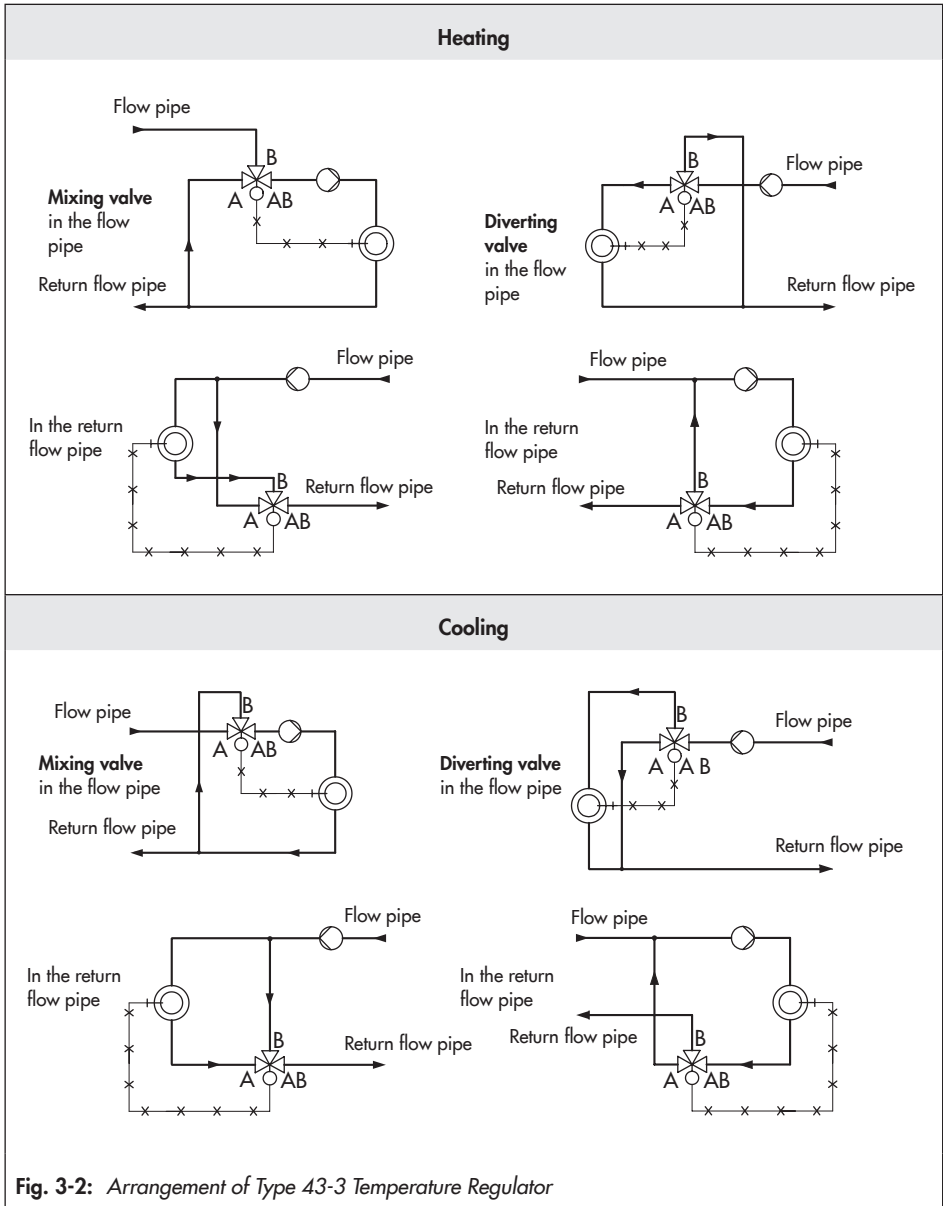 Heating
Flow pipe
B
Mixing valve
in the flow
pipe
A AB
Return flow pipe
B
Flow pipe
A AB
Diverting
valve
in the flow
pipe
Return flow pipe
Flow pipe
In the return
flow pipe
B
Return flow pipe
A AB
Flow pipe
In the return
flow pipe
B
Return flow pipe
A AB
Cooling
Flow pipe
B
A AB
Mixing valve
in the flow pipe
Return flow pipe
B
Flow pipe
A A B
Diverting valve
in the flow pipe
Return flow pipe
Flow pipe
In the return
flow pipe
B
Return flow pipe
A AB
Flow pipe
In the return
flow pipe
Return flow pipe
B
A AB
Fig. 3-2: Arrangement of Type 43-3 Temperature Regulator